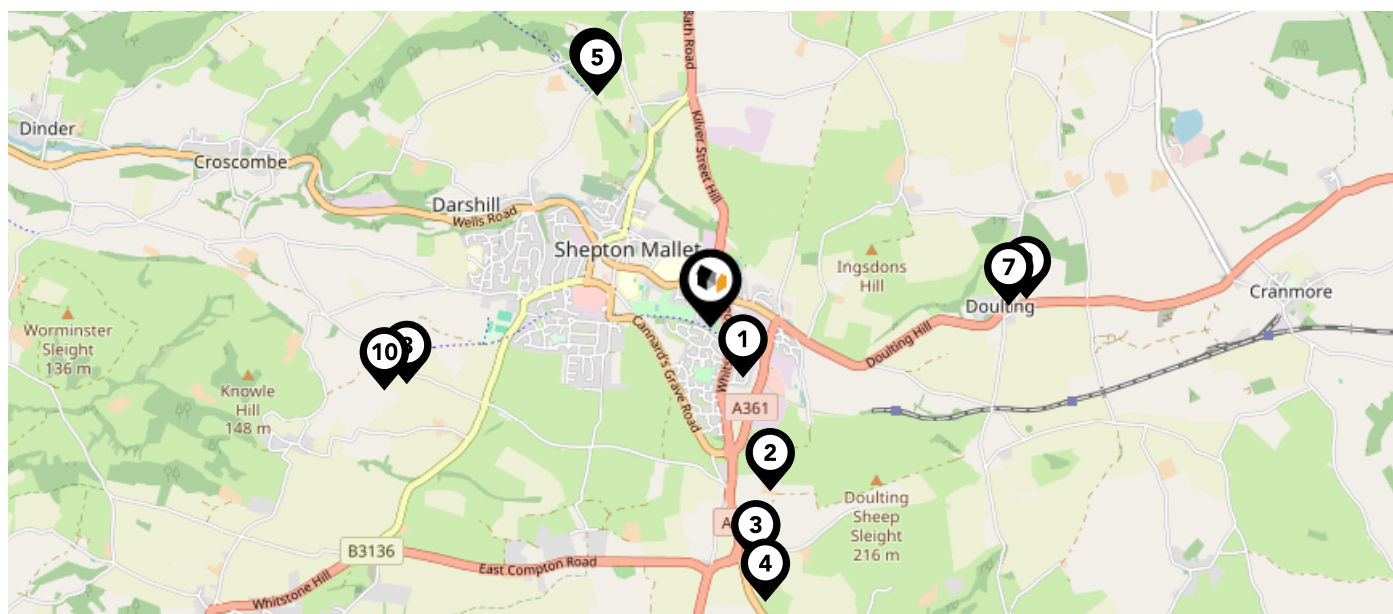 5
Bath Road
Dinder
Croscombe
Kilver Street Hill
Darshill
Wells Road
Shepton Mallet
7
Ingsdons
Hill
Doulting
Cranmore
Worminster
Sleight
136 m
10
1
Cannard's Grave Road
Doulting Hill
Knowle
Hill
148 m
A361
2
Doulting
Sheep
Sleight
216 m
3
B3136
East Compton Road
4
Whitstone Hill